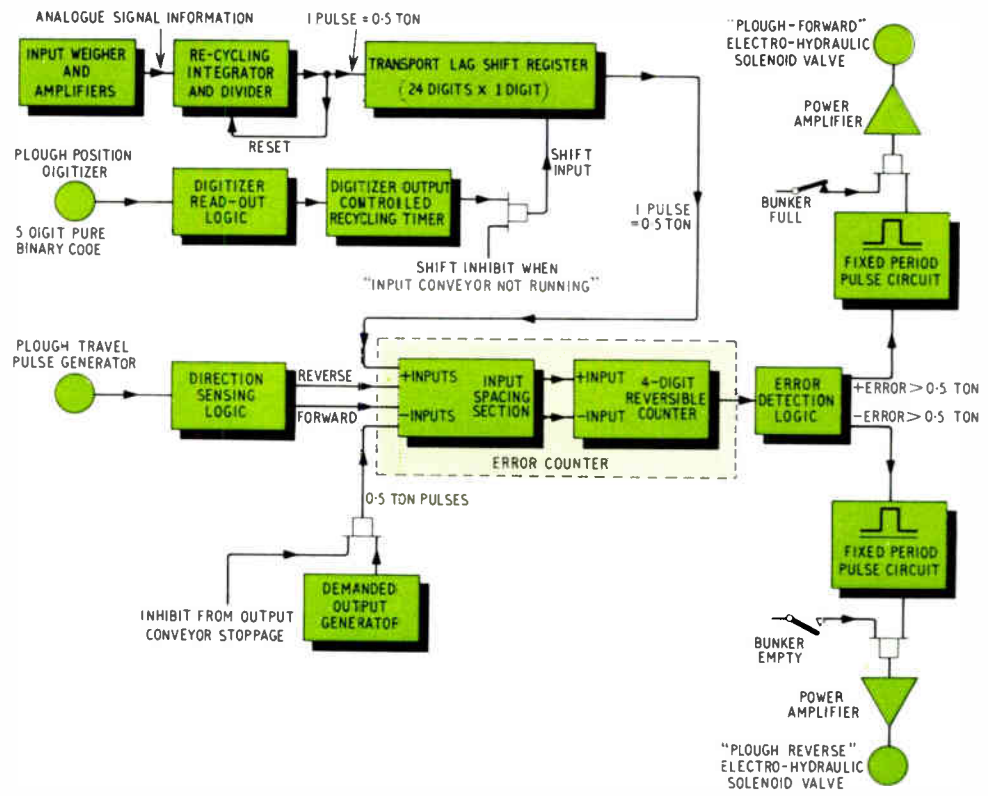 ANALOGUE SIGNAL INFORMATION
1 PULSE = 0·5 TON
INPUT WEIGHER
AND
AMPLIFIERS
RE-CYCLING
INTEGRATOR
AND DIVIDER
TRANSPORT LAG SHIFT REGISTER
(24 DIGITS X 1 DIGIT)
RESET
SHIFT
INPUT
PLOUGH POSITION
DIGITIZER
5 DIGIT PURE
BINARY CODE
DIGITIZER
READ-OUT
LOGIC
DIGITIZER OUTPUT
CONTROLLED
RECYCLING TIMER
SHIFT INHIBIT WHEN
"INPUT CONVEYOR NOT RUNNING"
1 PULSE
=0·5 TON
"PLOUGH-FORWARD"
ELECTRO-HYDRAULIC
SOLENOID VALVE
POWER
AMPLIFIER
BUNKER
FULL
FIXED PERIOD
PULSE CIRCUIT
PLOUGH TRAVEL
PULSE GENERATOR
DIRECTION
SENSING
LOGIC
REVERSE
FORWARD
+INPUTS
-INPUTS
INPUT
SPACING
SECTION
+INPUT
-INPUT
4-DIGIT
REVERSIBLE
COUNTER
ERROR COUNTER
ERROR
DETECTION
LOGIC
+ERROR> 0·5 TON
-ERROR> 0·5 TON
0·5 TON PULSES
INHIBIT FROM OUTPUT
CONVEYOR STOPPAGE
DEMANDED
OUTPUT
GENERATOR
FIXED PERIOD
PULSE CIRCUIT
BUNKER
EMPTY
POWER
AMPLIFIER
"PLOUGH REVERSE"
ELECTRO-HYDRAULIC
SOLENOID VALVE